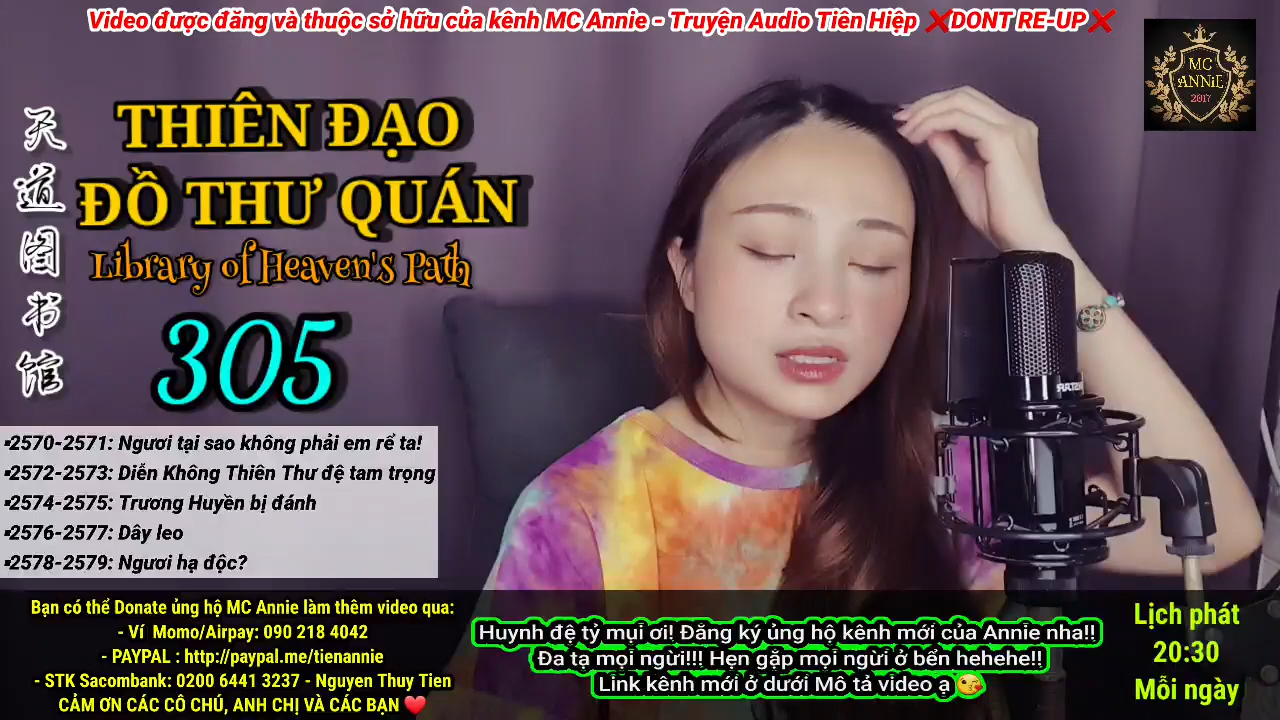 Video được đăng và thuộc sở hữu của kênh MC Annie - Truyện Audio Tiên Hiệp ❌DONT RE-UP❌
MC
ANNiE
2017
天道图书馆
THIÊN ĐẠO
ĐỒ THƯ QUÁN
Library of Heaven's Path
305
▪2570-2571: Ngươi tại sao không phải em rể ta!
▪2572-2573: Diễn Không Thiên Thư đệ tam trọng
▪2574-2575: Trương Huyền bị đánh
▪2576-2577: Dây leo
▪2578-2579: Ngươi hạ độc?
Bạn có thể Donate ủng hộ MC Annie làm thêm video qua:
- Ví Momo/Airpay: 090 218 4042
- PAYPAL : http://paypal.me/tienannie
- STK Sacombank: 0200 6441 3237 - Nguyen Thuy Tien
CẢM ƠN CÁC CÔ CHÚ, ANH CHỊ VÀ CÁC BẠN ❤️
Huynh đệ tỷ muị ơi! Đăng ký ủng hộ kênh mới của Annie nha!!
Đa tạ mọi ngừi!!! Hẹn gặp mọi ngừi ở bển hehehe!!
Link kênh mới ở dưới Mô tả video ạ😘
Lịch phát
20:30
Mỗi ngày